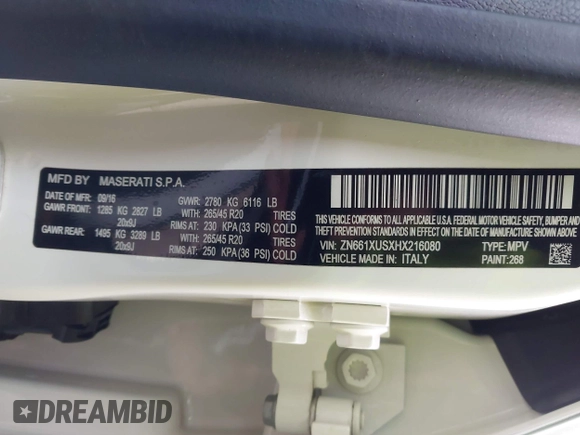 MFD BY MASERATI S.P.A.
DATE OF MFR: 09/16 GVWR: 2780 KG 6116 LB
GAWR FRONT: 1285 KG 2827 LB WITH: 265/45 R20 TIRES
20x9J RIMS AT: 230 KPA (33 PSI) COLD
GAWR REAR: 1495 KG 3289 LB WITH: 265/45 R20 TIRES
20x9J RIMS AT: 250 KPA (36 PSI) COLD
THIS VEHICLE CONFORMS TO ALL APPLICABLE U.S.A. FEDERAL MOTOR VEHICLE SAFETY, BUMPER, AND
THEFT PREVENTION STANDARDS IN EFFECT ON THE DATE OF MANUFACTURE SHOWN ABOVE
VIN: ZN661XUSXHX216080 TYPE: MPV
VEHICLE MADE IN: ITALY PAINT: 268
DREAMBID